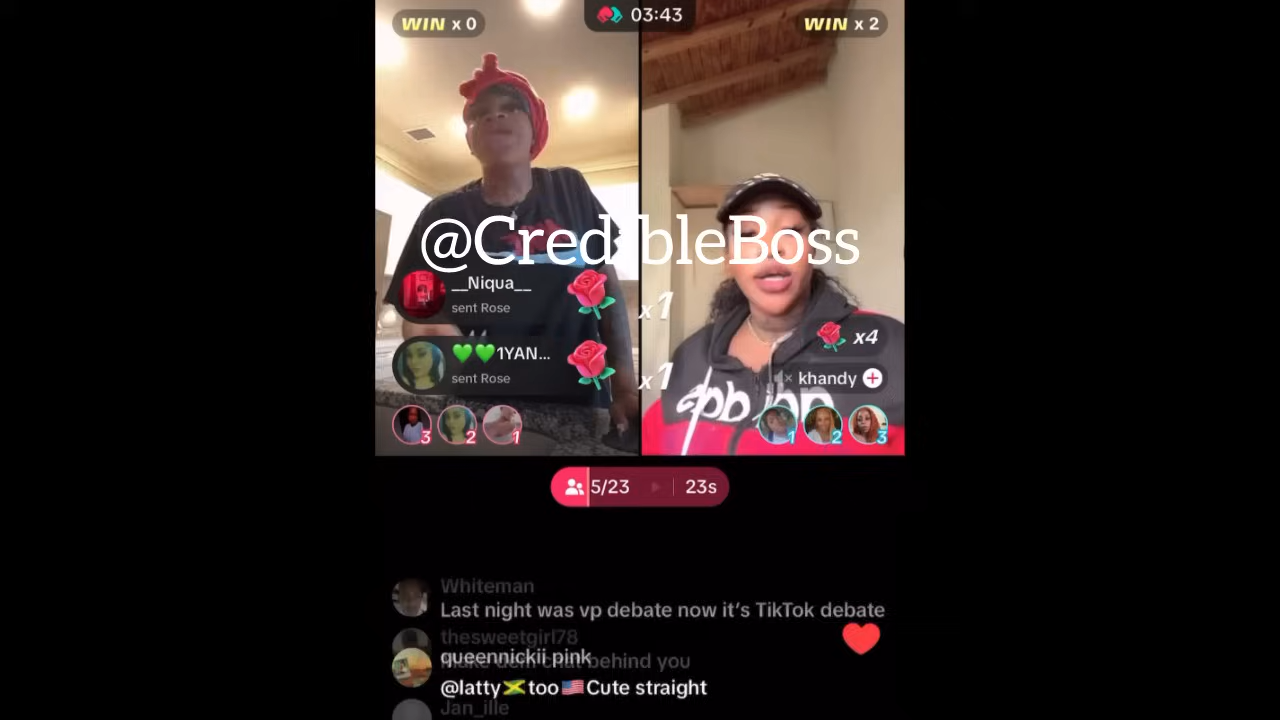 WIN x 0
03:43
WIN x 2
@CredibleBoss
__Niqua__
sent Rose
x1
💚💚1YAN...
sent Rose
x1
x4
khandy
3
2
1
1
2
3
5/23
23s
Whiteman
Last night was vp debate now it's TikTok debate
thesweetgirl78
behind you
queennickii pink
@latty🇯🇲too🇺🇸Cute straight
Jan_ille